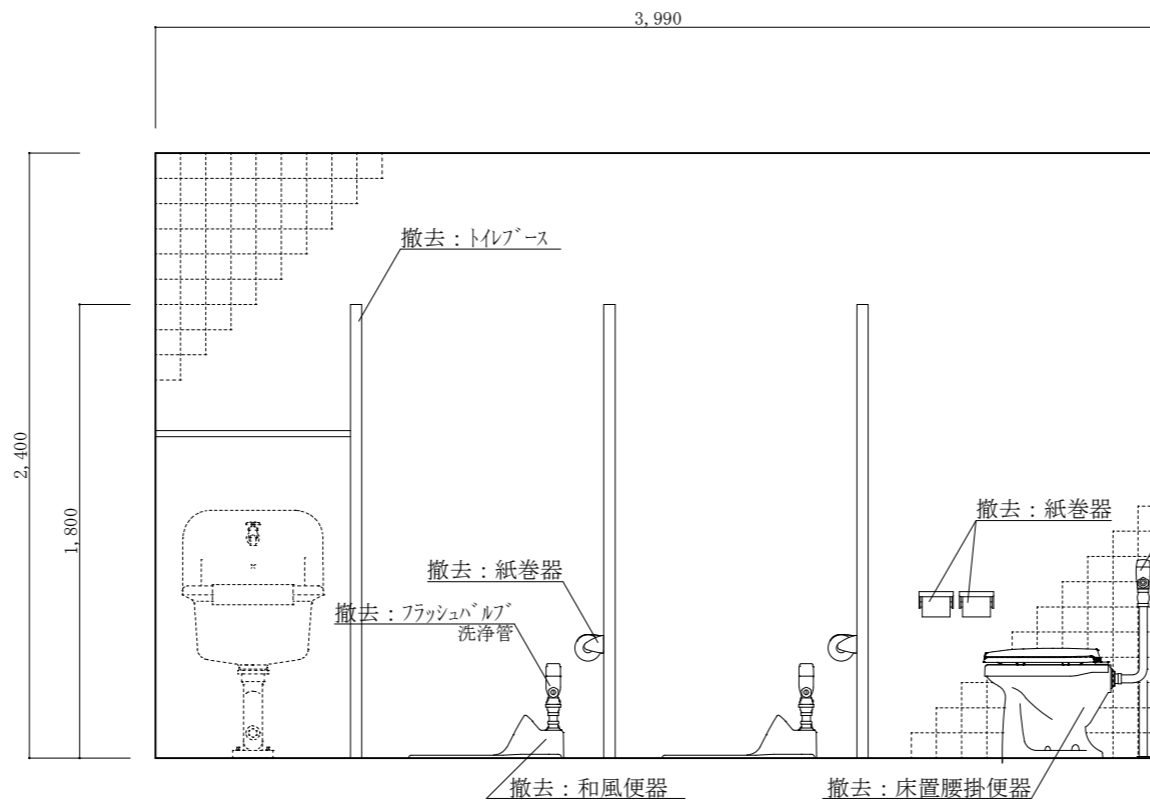 3,990
撤去：トイレブース
2,400
1,800
撤去：紙巻器
撤去：紙巻器
撤去：フラッシュバルブ
洗浄管
撤去：和風便器
撤去：床置腰掛便器